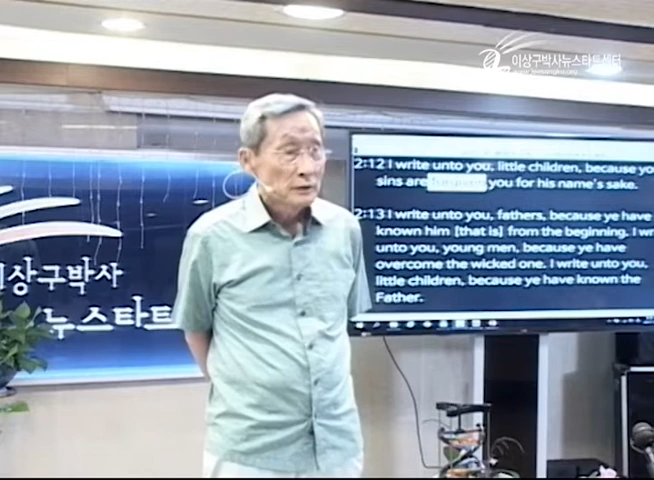 이상구박사뉴스타트센터
2:12 I write unto you, little children, because yo
sins are you for his name's sake.
2:13 I write unto you, fathers, because ye have
known him [that is] from the beginning. I wr
unto you, young men, because ye have
overcome the wicked one. I write unto you,
little children, because ye have known the
Father.
이상구박사
뉴스타트